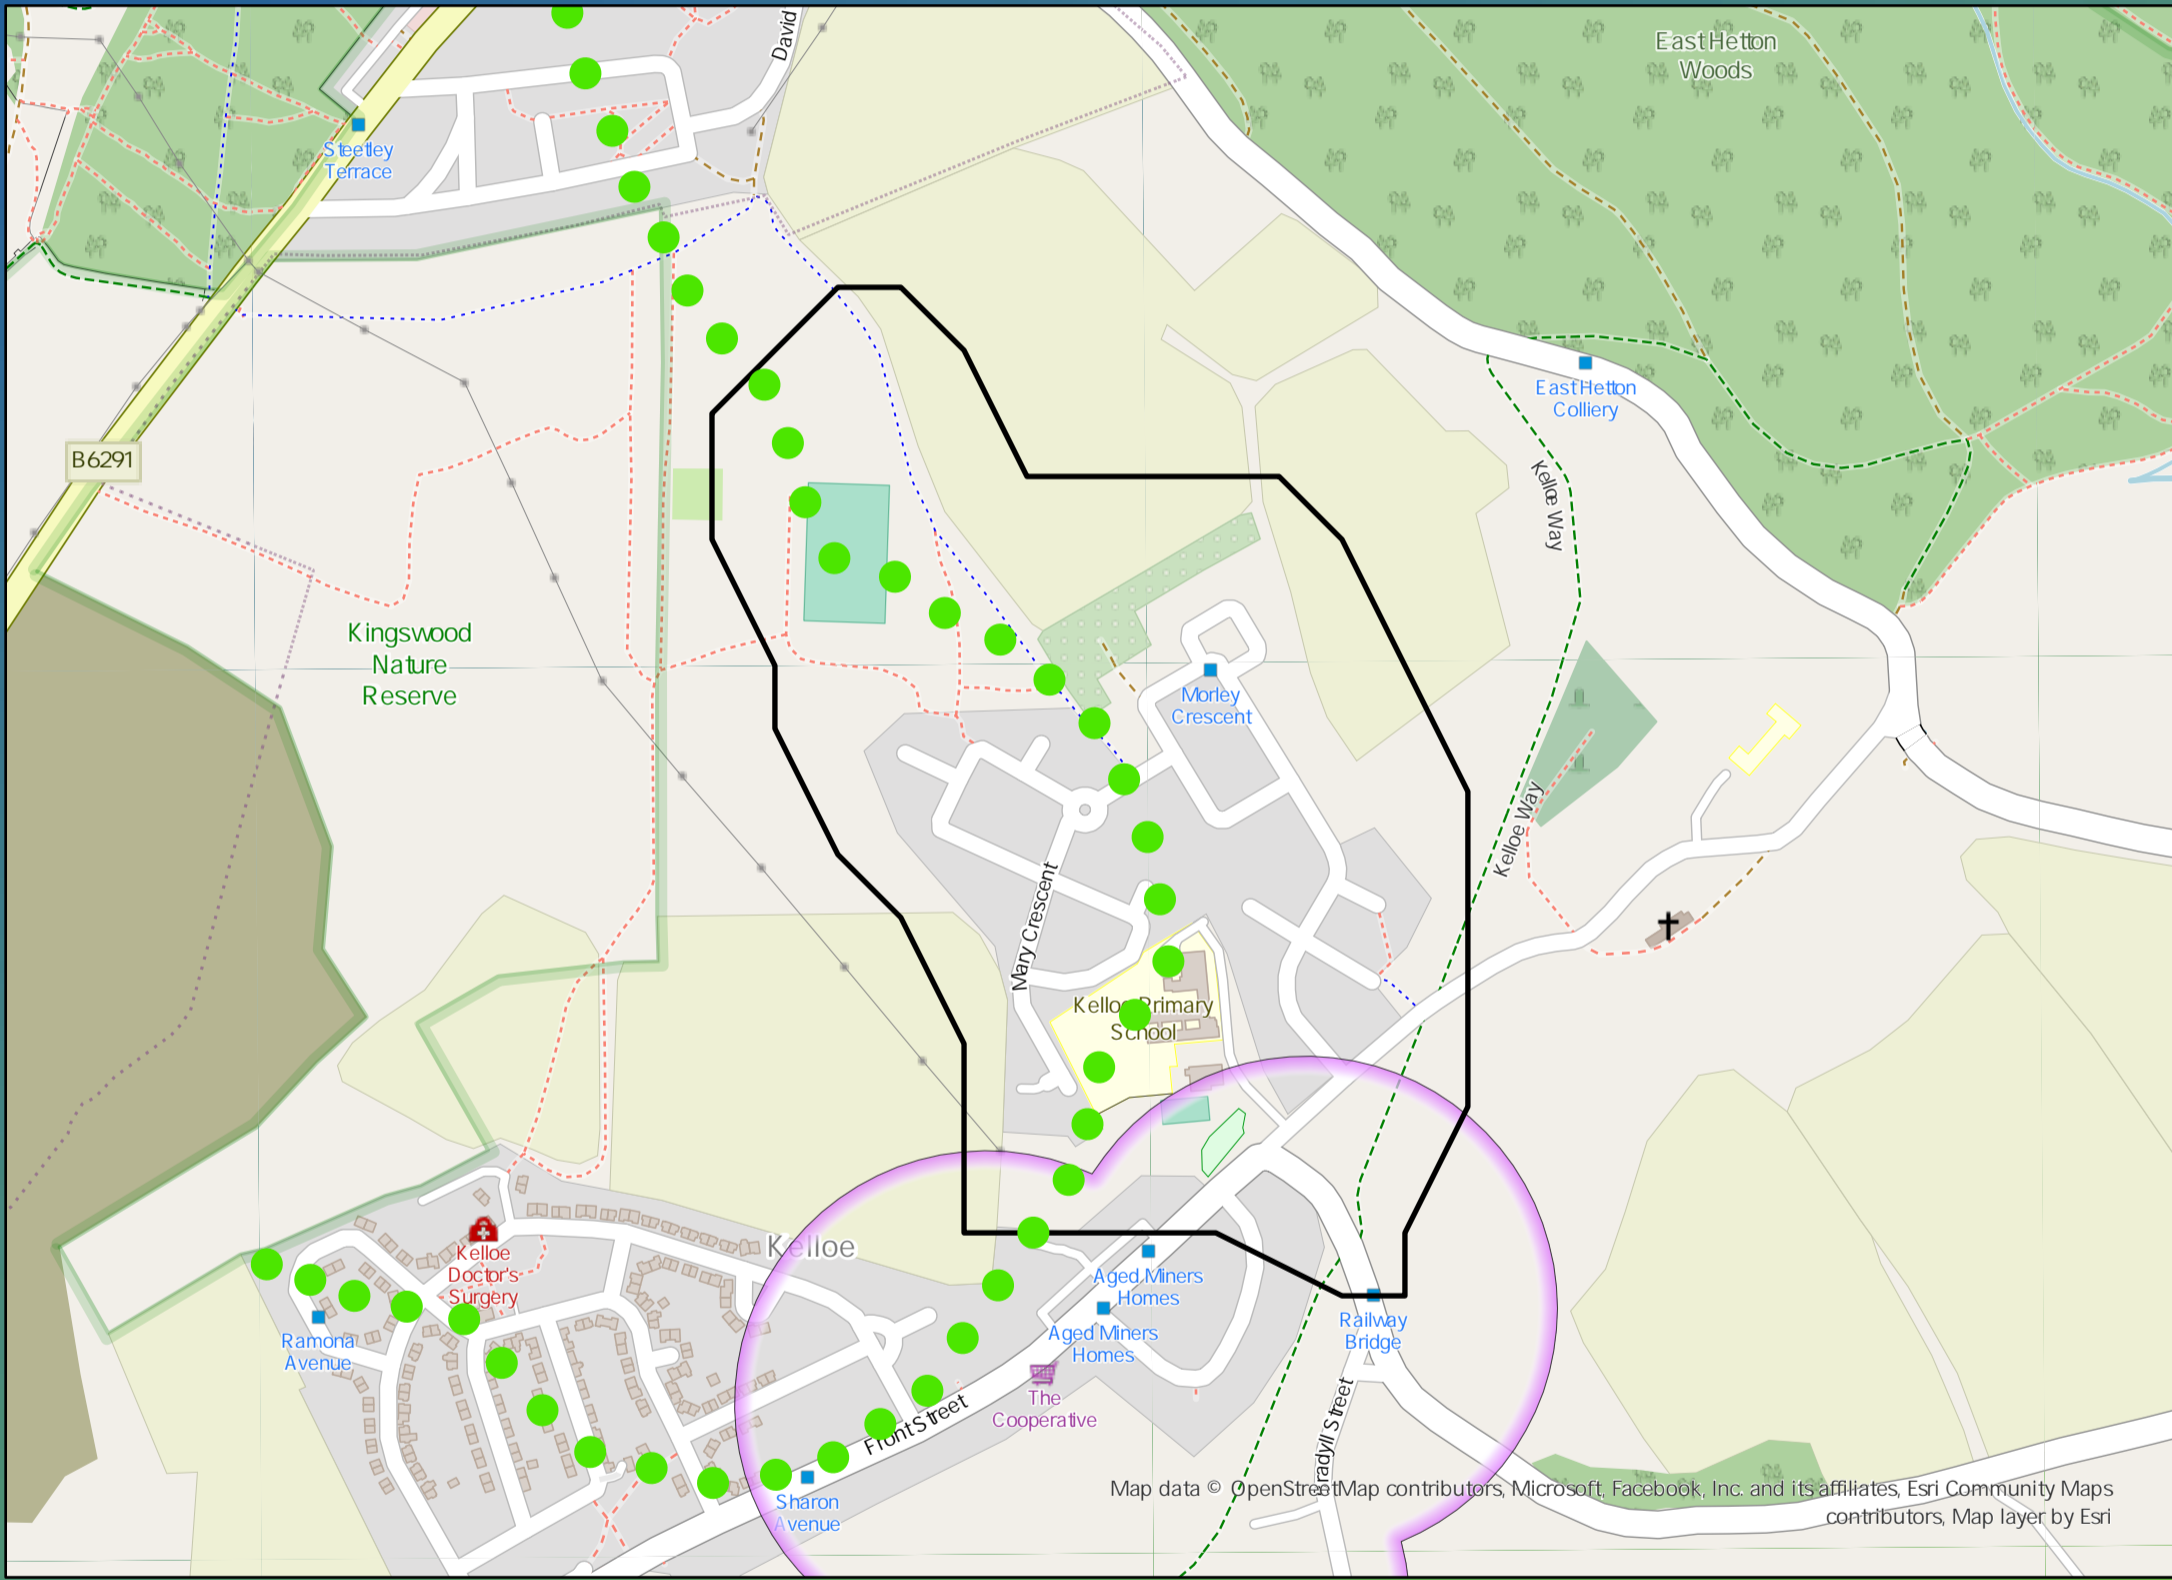 David
East Hetton
Woods
Steetley
Terrace
East Hetton
Colliery
B6291
Kelloe Way
Kingswood
Nature
Reserve
Morley
Crescent
Kelloe Way
Mary Crescent
Kelloe Primary
School
Kelloe
Kelloe
Doctor's
Surgery
Aged Miners
Homes
Aged Miners
Homes
Railway
Bridge
Ramona
Avenue
The
Cooperative
Front Street
radyll Street
Sharon
Avenue
Map data © OpenStreetMap contributors, Microsoft, Facebook, Inc. and its affiliates, Esri Community Maps
contributors, Map layer by Esri